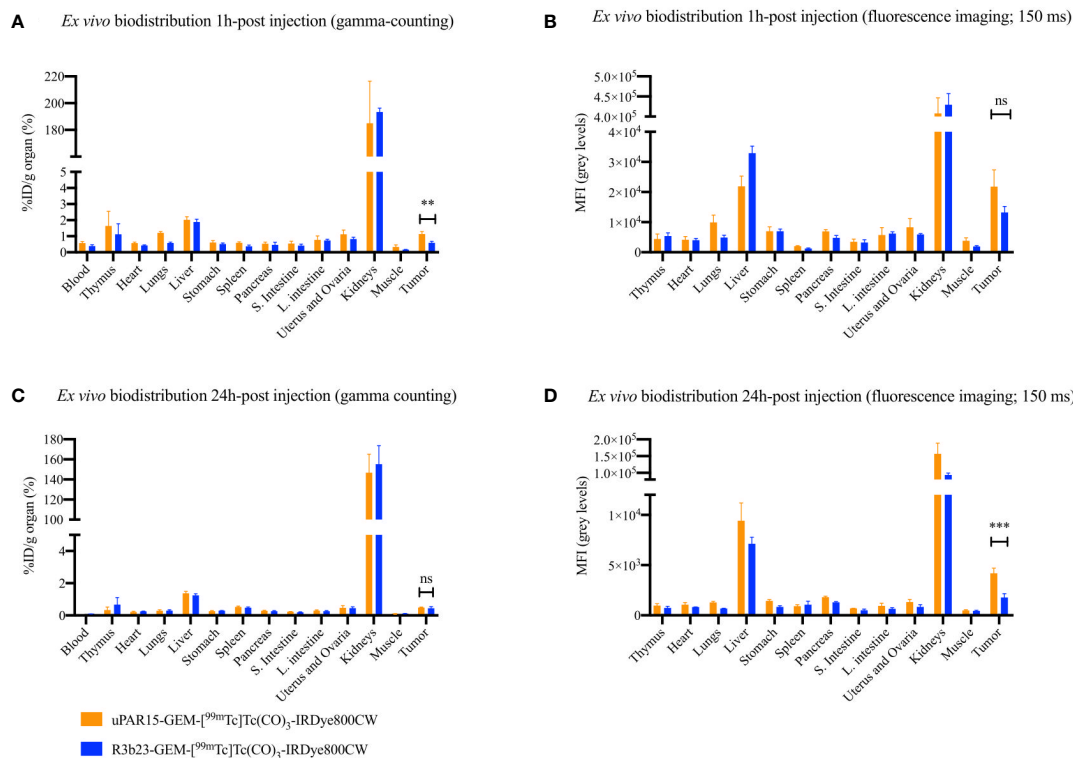 A
Ex vivo biodistribution 1h-post injection (gamma-counting)
%ID/g organ (%)
220
200
180
5
4
3
2
1
0
**
Blood
Thymus
Heart
Lungs
Liver
Stomach
Spleen
Pancreas
S. Intestine
L. intestine
Uterus and Ovaria
Kidneys
Muscle
Tumor
B
Ex vivo biodistribution 1h-post injection (fluorescence imaging; 150 ms)
MFI (grey levels)
5.0×10⁵
4.5×10⁵
4.0×10⁵
4×10⁴
3×10⁴
2×10⁴
1×10⁴
0
ns
Thymus
Heart
Lungs
Liver
Stomach
Spleen
Pancreas
S. Intestine
L. intestine
Uterus and Ovaria
Kidneys
Muscle
Tumor
C
Ex vivo biodistribution 24h-post injection (gamma counting)
%ID/g organ (%)
180
160
140
120
100
4
2
0
ns
Blood
Thymus
Heart
Lungs
Liver
Stomach
Spleen
Pancreas
S. Intestine
L. intestine
Uterus and Ovaria
Kidneys
Muscle
Tumor
D
Ex vivo biodistribution 24h-post injection (fluorescence imaging; 150 ms)
MFI (grey levels)
2.0×10⁵
1.5×10⁵
1.0×10⁵
1×10⁴
5×10³
0
***
Thymus
Heart
Lungs
Liver
Stomach
Spleen
Pancreas
S. Intestine
L. intestine
Uterus and Ovaria
Kidneys
Muscle
Tumor
uPAR15-GEM-[⁹⁹ᵐTc]Tc(CO)₃-IRDye800CW
R3b23-GEM-[⁹⁹ᵐTc]Tc(CO)₃-IRDye800CW